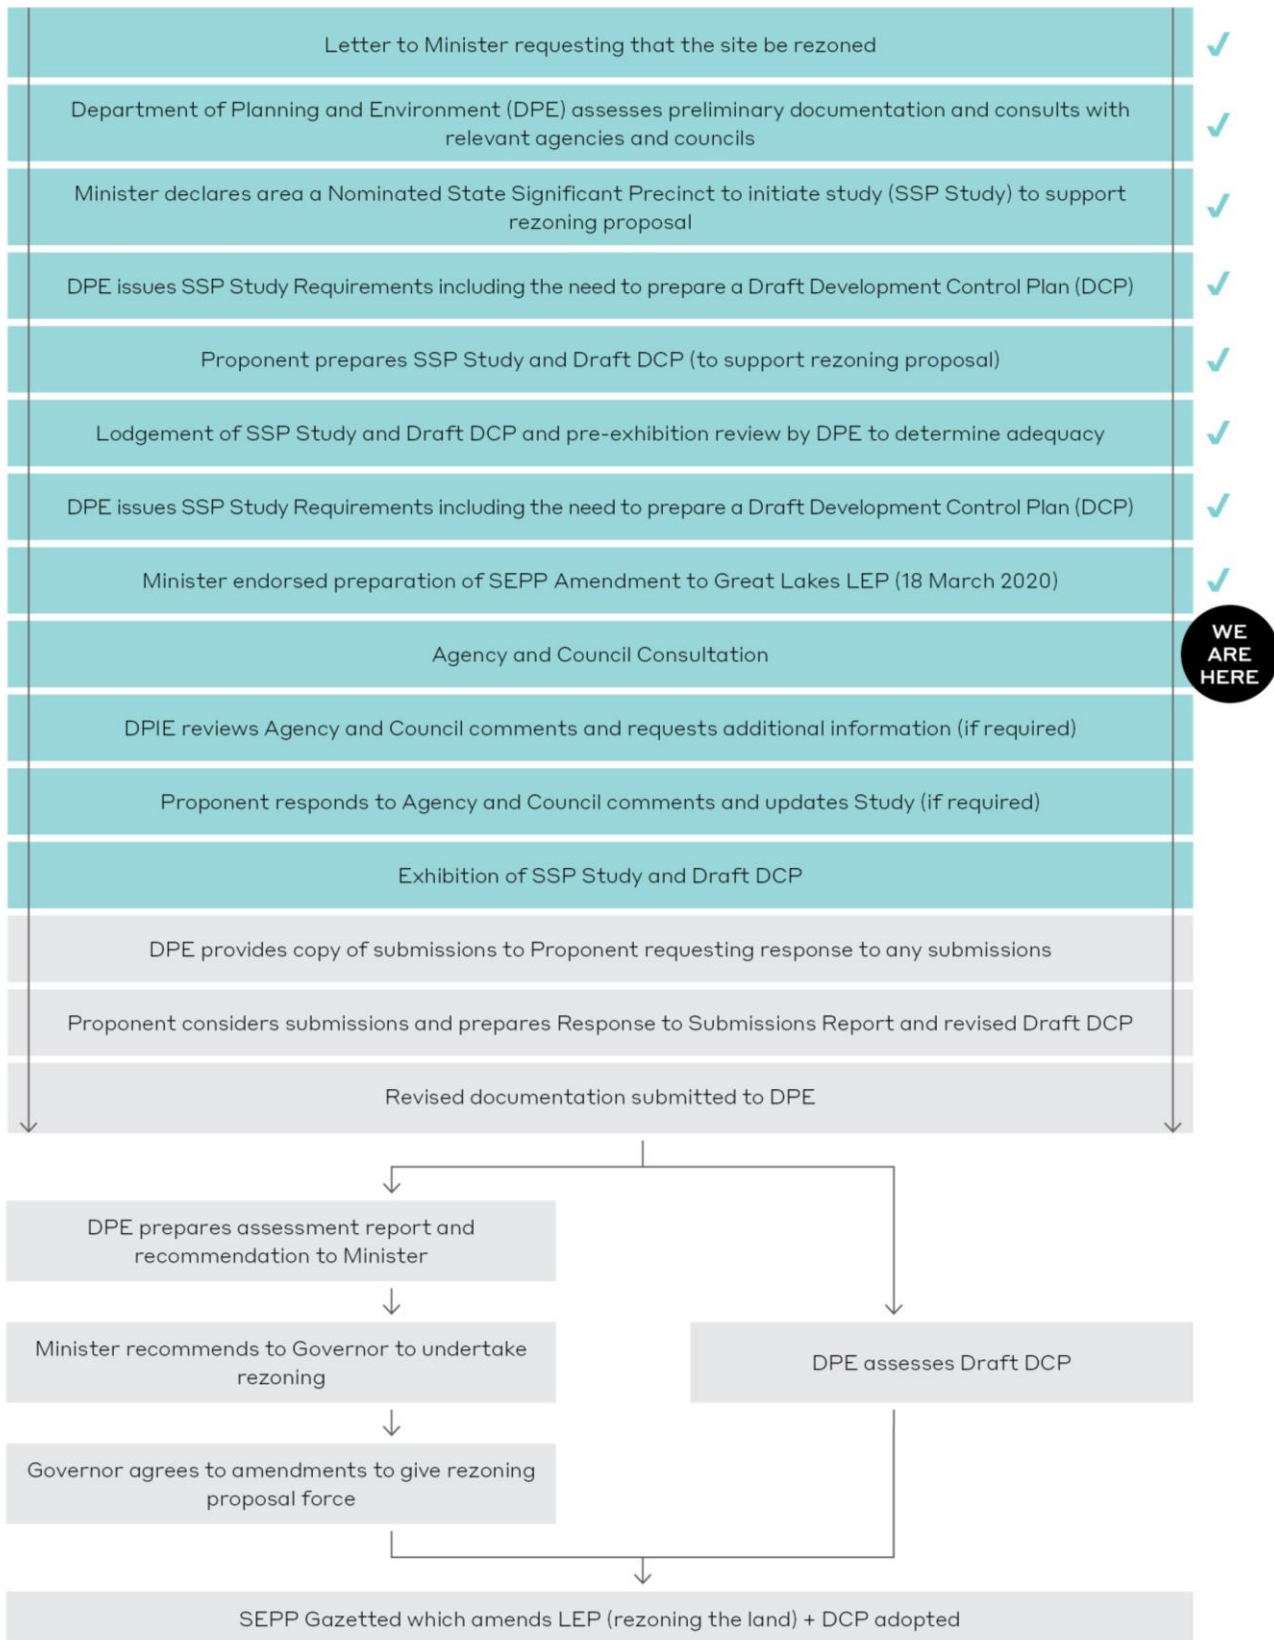 Letter to Minister requesting that the site be rezoned
Department of Planning and Environment (DPE) assesses preliminary documentation and consults with
relevant agencies and councils
Minister declares area a Nominated State Significant Precinct to initiate study (SSP Study) to support
rezoning proposal
DPE issues SSP Study Requirements including the need to prepare a Draft Development Control Plan (DCP)
Proponent prepares SSP Study and Draft DCP (to support rezoning proposal)
Lodgement of SSP Study and Draft DCP and pre-exhibition review by DPE to determine adequacy
DPE issues SSP Study Requirements including the need to prepare a Draft Development Control Plan (DCP)
Minister endorsed preparation of SEPP Amendment to Great Lakes LEP (18 March 2020)
Agency and Council Consultation
WE
ARE
HERE
DPIE reviews Agency and Council comments and requests additional information (if required)
Proponent responds to Agency and Council comments and updates Study (if required)
Exhibition of SSP Study and Draft DCP
DPE provides copy of submissions to Proponent requesting response to any submissions
Proponent considers submissions and prepares Response to Submissions Report and revised Draft DCP
Revised documentation submitted to DPE
DPE prepares assessment report and
recommendation to Minister
Minister recommends to Governor to undertake
rezoning
DPE assesses Draft DCP
Governor agrees to amendments to give rezoning
proposal force
SEPP Gazetted which amends LEP (rezoning the land) + DCP adopted